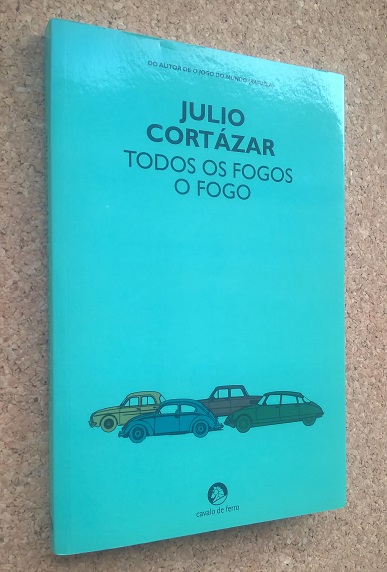 DO AUTOR DE O JOGO DO MUNDO (RAYUELA)
JULIO
CORTÁZAR
TODOS OS FOGOS
O FOGO
cavalo de ferro